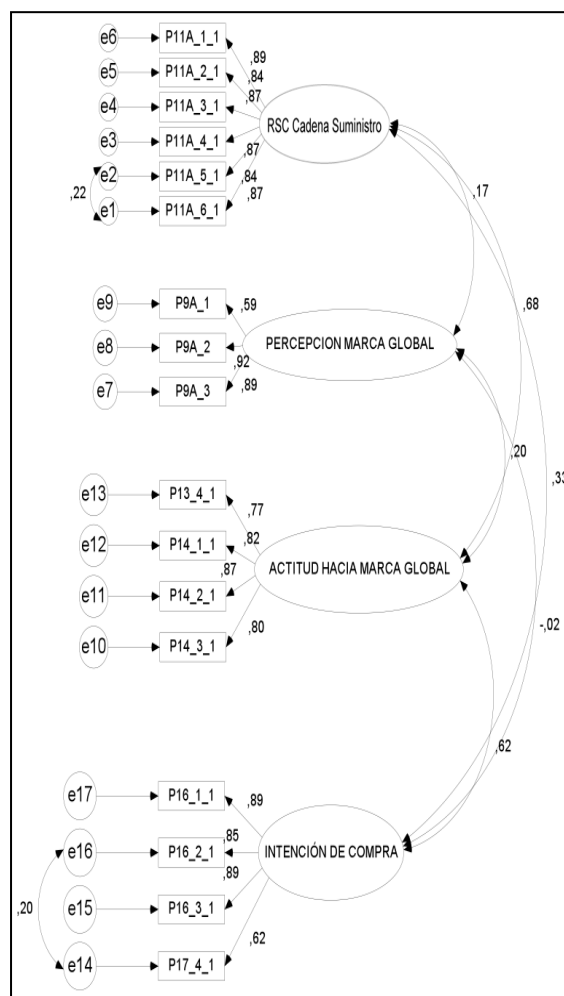 e6 P11A_1_1
,89
e5 P11A_2_1
,84
e4 P11A_3_1
,87
RSC Cadena Suministro
e3 P11A_4_1
,87
e2 P11A_5_1
,84
,22
e1 P11A_6_1
,87
,17
e9 P9A_1
,59
,68
e8 P9A_2
PERCEPCION MARCA GLOBAL
,92
e7 P9A_3
,89
,20
,33
e13 P13_4_1
,77
e12 P14_1_1
,82
ACTITUD HACIA MARCA GLOBAL
,87
e11 P14_2_1
e10 P14_3_1
,80
-,02
,62
e17 P16_1_1
,89
,85
e16 P16_2_1
INTENCIÓN DE COMPRA
,89
,20
e15 P16_3_1
,62
e14 P17_4_1